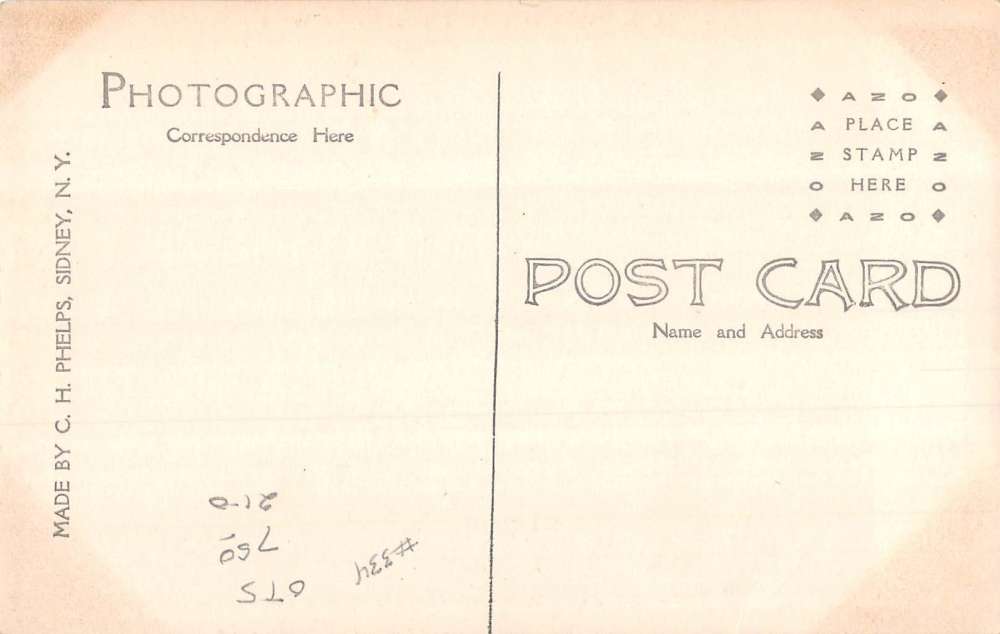 PHOTOGRAPHIC
Correspondence Here
MADE BY C. H. PHELPS, SIDNEY, N. Y.
AZO
A PLACE A
Z STAMP Z
O HERE O
AZO
POST CARD
Name and Address
#334